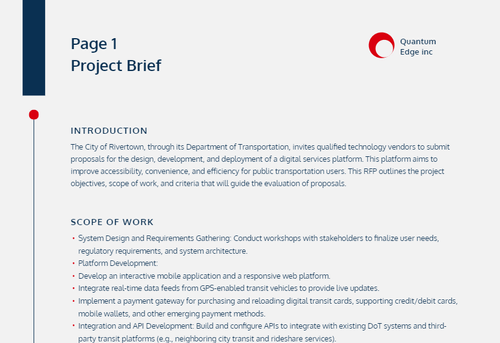 Page 1
Project Brief
Quantum
Edge inc
INTRODUCTION
The City of Rivertown, through its Department of Transportation, invites qualified technology vendors to submit
proposals for the design, development, and deployment of a digital services platform. This platform aims to
improve accessibility, convenience, and efficiency for public transportation users. This RFP outlines the project
objectives, scope of work, and criteria that will guide the evaluation of proposals.
SCOPE OF WORK
• System Design and Requirements Gathering: Conduct workshops with stakeholders to finalize user needs,
regulatory requirements, and system architecture.
• Platform Development:
• Develop an interactive mobile application and a responsive web platform.
• Integrate real-time data feeds from GPS-enabled transit vehicles to provide live updates.
• Implement a payment gateway for purchasing and reloading digital transit cards, supporting credit/debit cards,
mobile wallets, and other emerging payment methods.
• Integration and API Development: Build and configure APIs to integrate with existing DoT systems and third-
party transit platforms (e.g., neighboring city transit and rideshare services).